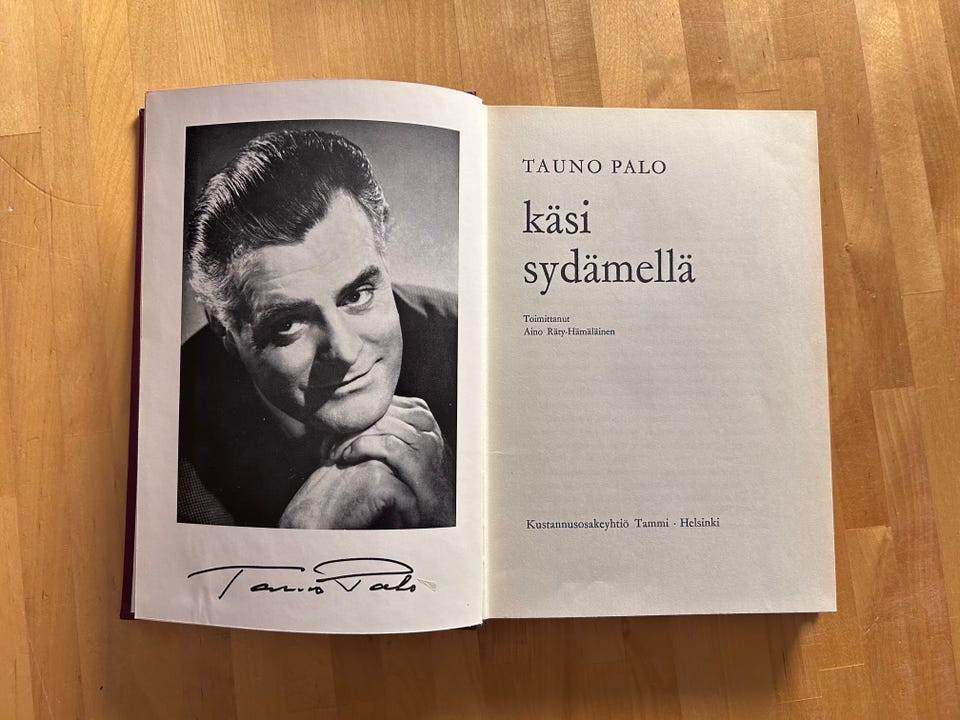 Tauno Palo
TAUNO PALO
käsi
sydämellä
Toimittanut
Aino Räty-Hämäläinen
Kustannusosakeyhtiö Tammi · Helsinki